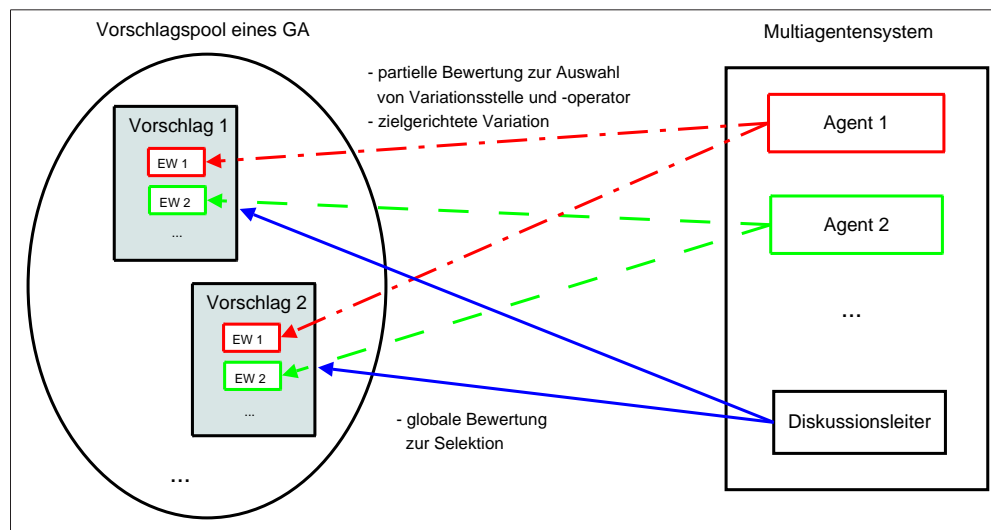 Vorschlagspool eines GA
Multiagentensystem
- partielle Bewertung zur Auswahl
von Variationsstelle und -operator
- zielgerichtete Variation
Vorschlag 1
EW 1
EW 2
...
Vorschlag 2
EW 1
EW 2
...
...
Agent 1
Agent 2
...
Diskussionsleiter
- globale Bewertung
zur Selektion